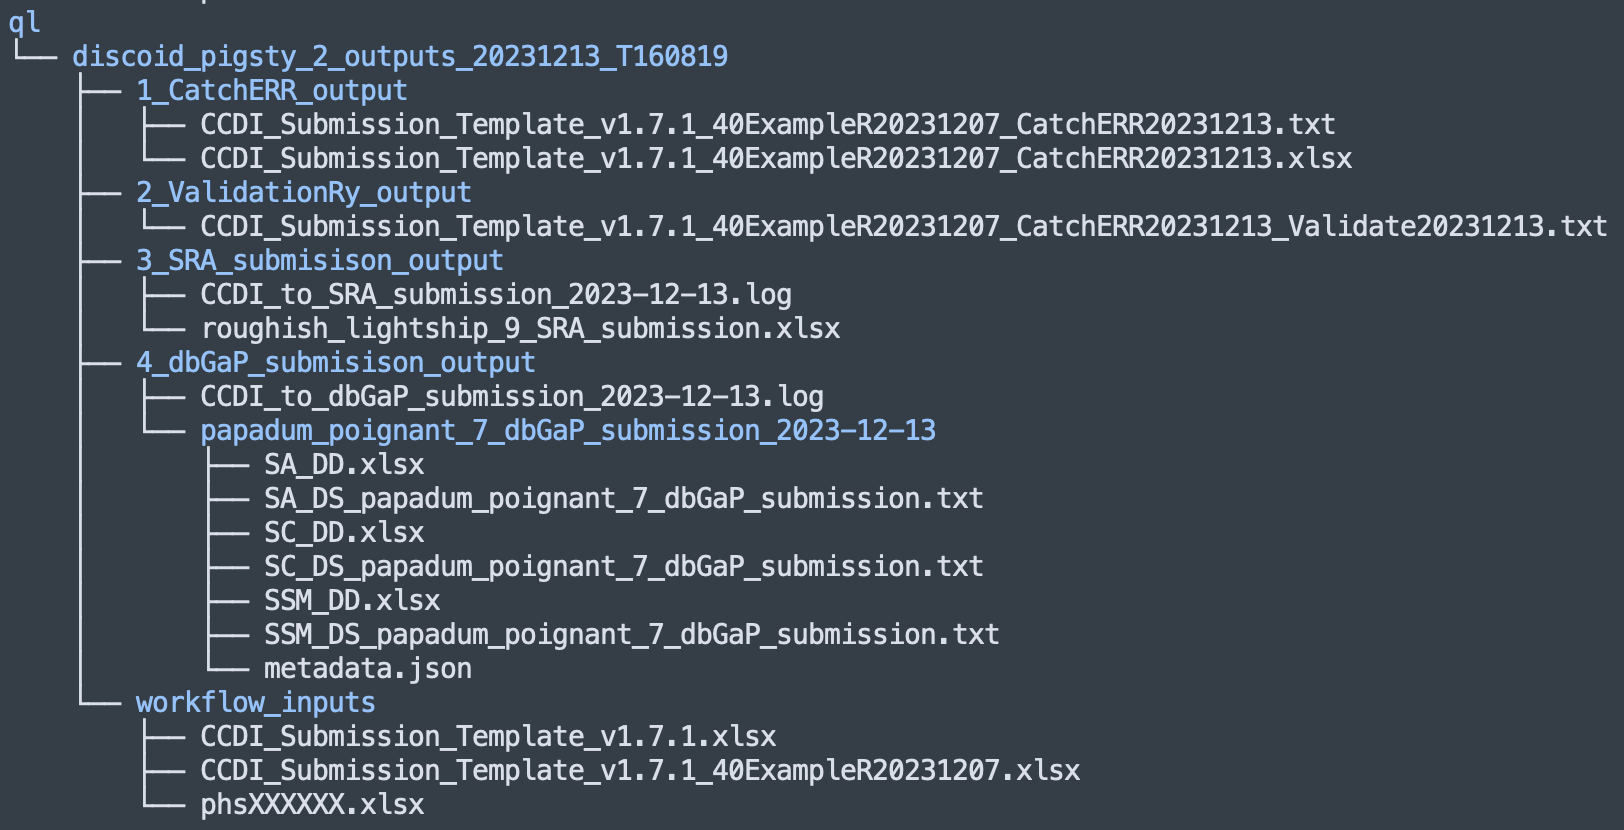 ql
└── discoid_pigsty_2_outputs_20231213_T160819
    ├── 1_CatchERR_output
    │   ├── CCDI_Submission_Template_v1.7.1_40ExampleR20231207_CatchERR20231213.txt
    │   └── CCDI_Submission_Template_v1.7.1_40ExampleR20231207_CatchERR20231213.xlsx
    ├── 2_ValidationRy_output
    │   └── CCDI_Submission_Template_v1.7.1_40ExampleR20231207_CatchERR20231213_Validate20231213.txt
    ├── 3_SRA_submisison_output
    │   ├── CCDI_to_SRA_submission_2023-12-13.log
    │   └── roughish_lightship_9_SRA_submission.xlsx
    ├── 4_dbGaP_submisison_output
    │   ├── CCDI_to_dbGaP_submission_2023-12-13.log
    │   └── papadum_poignant_7_dbGaP_submission_2023-12-13
    │       ├── SA_DD.xlsx
    │       ├── SA_DS_papadum_poignant_7_dbGaP_submission.txt
    │       ├── SC_DD.xlsx
    │       ├── SC_DS_papadum_poignant_7_dbGaP_submission.txt
    │       ├── SSM_DD.xlsx
    │       ├── SSM_DS_papadum_poignant_7_dbGaP_submission.txt
    │       └── metadata.json
    └── workflow_inputs
        ├── CCDI_Submission_Template_v1.7.1.xlsx
        ├── CCDI_Submission_Template_v1.7.1_40ExampleR20231207.xlsx
        └── phsXXXXXX.xlsx